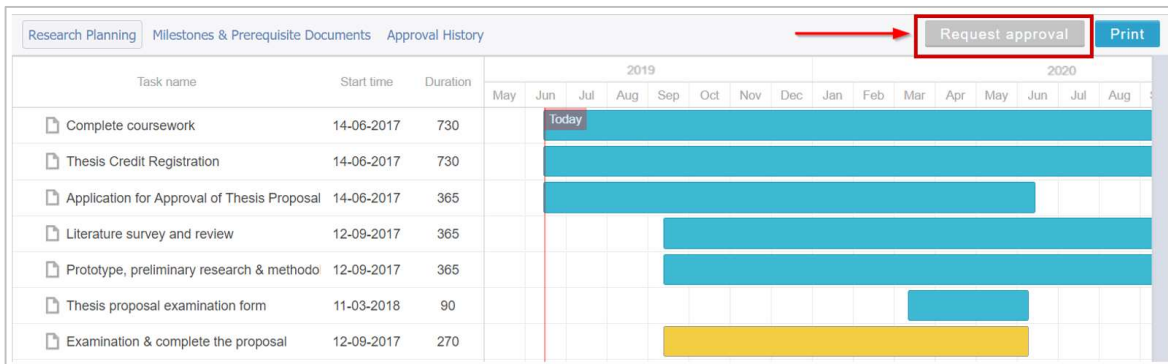 Research Planning Milestones & Prerequisite Documents Approval History Request approval Print
Task name Start time Duration 2019 2020
May Jun Jul Aug Sep Oct Nov Dec Jan Feb Mar Apr May Jun Jul Aug
Today
Complete coursework 14-06-2017 730
Thesis Credit Registration 14-06-2017 730
Application for Approval of Thesis Proposal 14-06-2017 365
Literature survey and review 12-09-2017 365
Prototype, preliminary research & methodo 12-09-2017 365
Thesis proposal examination form 11-03-2018 90
Examination & complete the proposal 12-09-2017 270